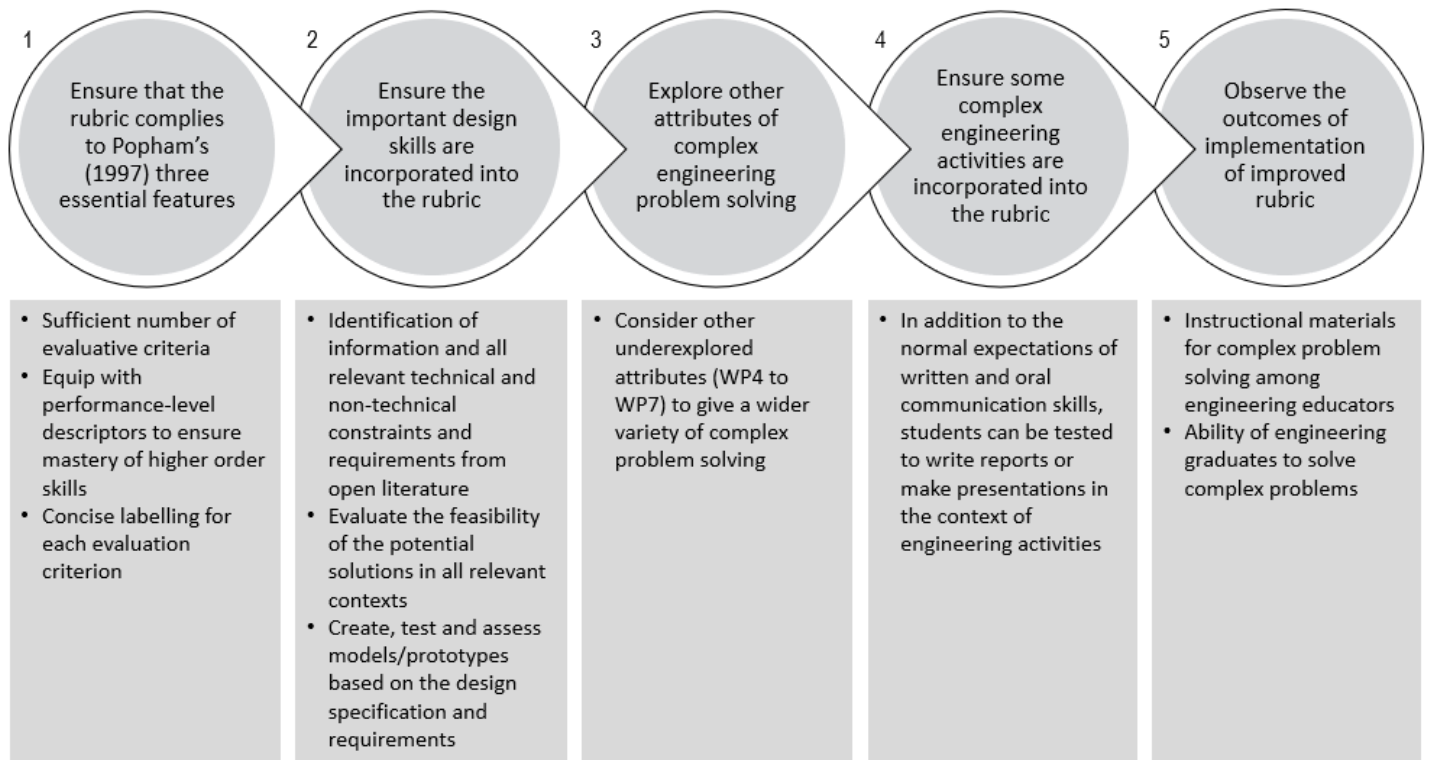 1
Ensure that the
rubric complies
to Popham's
(1997) three
essential features
2
Ensure the
important design
skills are
incorporated into
the rubric
3
Explore other
attributes of
complex
engineering
problem solving
4
Ensure some
complex
engineering
activities are
incorporated into
the rubric
5
Observe the
outcomes of
implementation
of improved
rubric
• Sufficient number of
evaluative criteria
• Equip with
performance-level
descriptors to ensure
mastery of higher order
skills
• Concise labelling for
each evaluation
criterion
• Identification of
information and all
relevant technical and
non-technical
constraints and
requirements from
open literature
• Evaluate the feasibility
of the potential
solutions in all relevant
contexts
• Create, test and assess
models/prototypes
based on the design
specification and
requirements
• Consider other
underexplored
attributes (WP4 to
WP7) to give a wider
variety of complex
problem solving
• In addition to the
normal expectations of
written and oral
communication skills,
students can be tested
to write reports or
make presentations in
the context of
engineering activities
• Instructional materials
for complex problem
solving among
engineering educators
• Ability of engineering
graduates to solve
complex problems